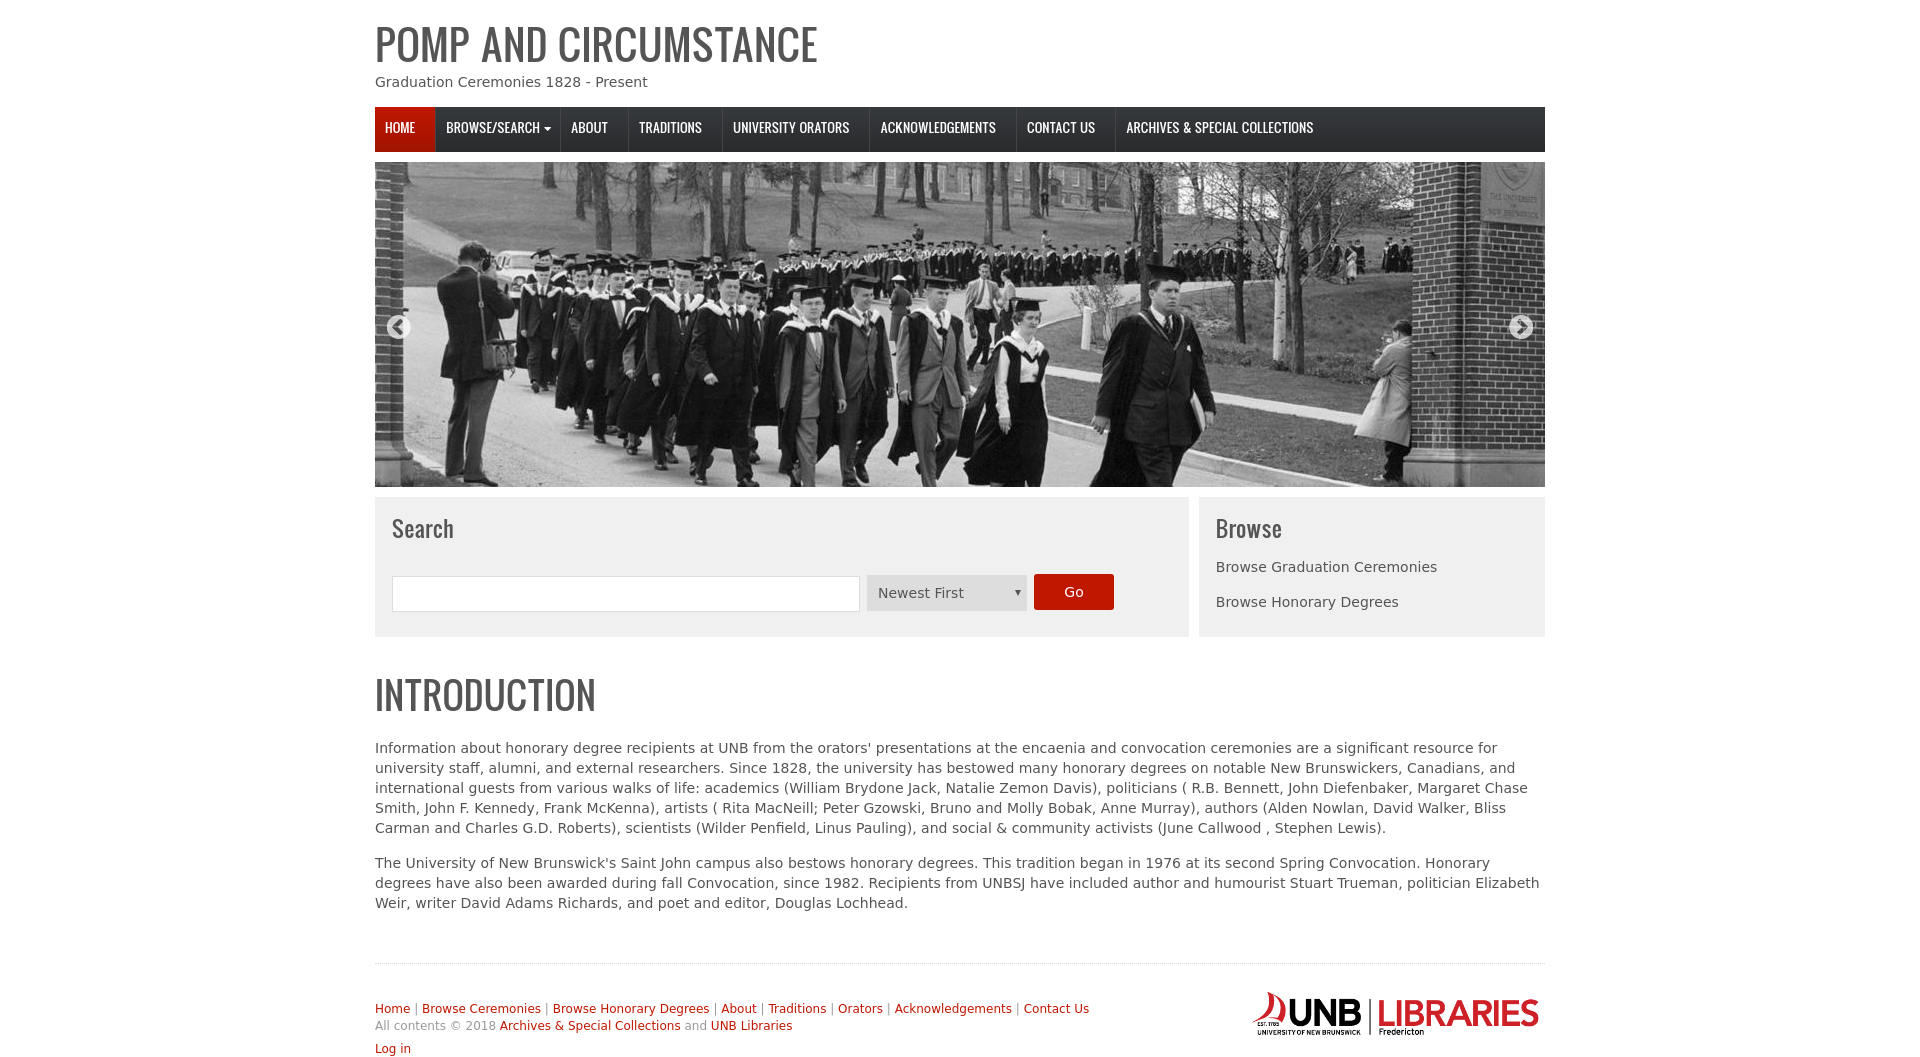 POMP AND CIRCUMSTANCE
Graduation Ceremonies 1828 - Present
HOME BROWSE/SEARCH ABOUT TRADITIONS UNIVERSITY ORATORS ACKNOWLEDGEMENTS CONTACT US ARCHIVES & SPECIAL COLLECTIONS
THE UNIVERSITY
OF
NEW BRUNSWICK
Search
Newest First
Go
Browse
Browse Graduation Ceremonies
Browse Honorary Degrees
INTRODUCTION
Information about honorary degree recipients at UNB from the orators' presentations at the encaenia and convocation ceremonies are a significant resource for
university staff, alumni, and external researchers. Since 1828, the university has bestowed many honorary degrees on notable New Brunswickers, Canadians, and
international guests from various walks of life: academics (William Brydone Jack, Natalie Zemon Davis), politicians ( R.B. Bennett, John Diefenbaker, Margaret Chase
Smith, John F. Kennedy, Frank McKenna), artists ( Rita MacNeill; Peter Gzowski, Bruno and Molly Bobak, Anne Murray), authors (Alden Nowlan, David Walker, Bliss
Carman and Charles G.D. Roberts), scientists (Wilder Penfield, Linus Pauling), and social & community activists (June Callwood , Stephen Lewis).
The University of New Brunswick's Saint John campus also bestows honorary degrees. This tradition began in 1976 at its second Spring Convocation. Honorary
degrees have also been awarded during fall Convocation, since 1982. Recipients from UNBSJ have included author and humourist Stuart Trueman, politician Elizabeth
Weir, writer David Adams Richards, and poet and editor, Douglas Lochhead.
Home | Browse Ceremonies | Browse Honorary Degrees | About | Traditions | Orators | Acknowledgements | Contact Us
All contents © 2018 Archives & Special Collections and UNB Libraries
Log in
EST. 1785 UNB
UNIVERSITY OF NEW BRUNSWICK
LIBRARIES
Fredericton